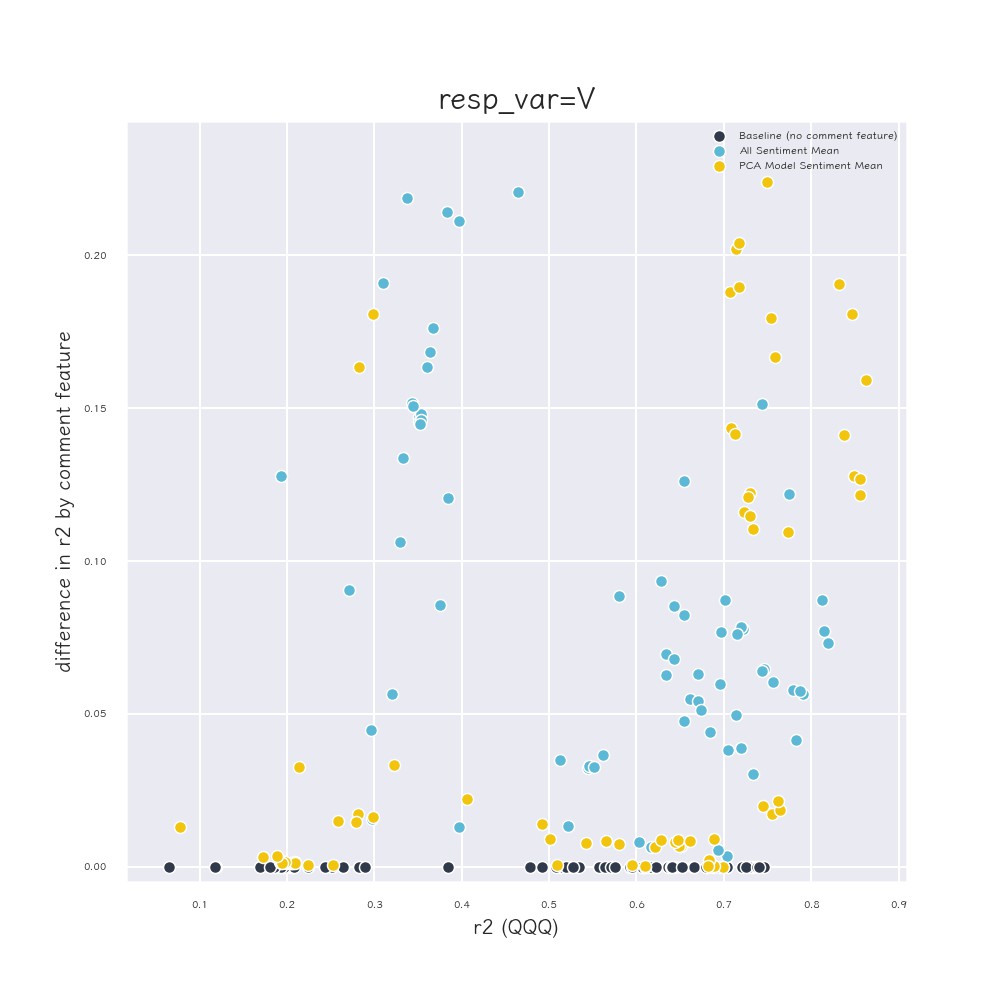 resp_var=V
Baseline (no comment feature)
All Sentiment Mean
PCA Model Sentiment Mean
difference in r2 by comment feature
0.20
0.15
0.10
0.05
0.00
0.1 0.2 0.3 0.4 0.5 0.6 0.7 0.8 0.9
r2 (QQQ)